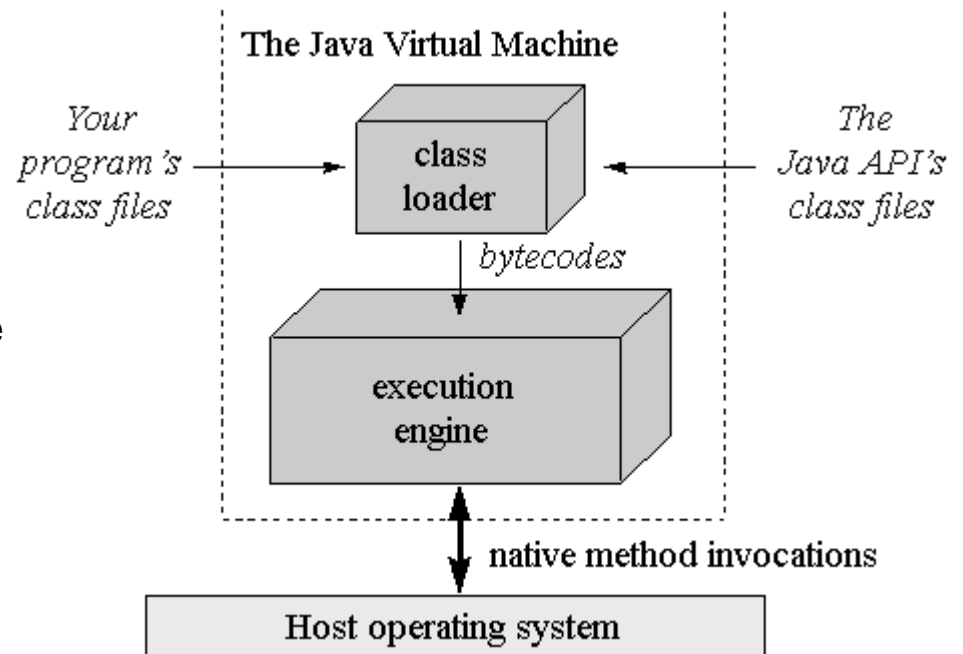 The Java Virtual Machine
Your
program's
class files
class
loader
The
Java API's
class files
bytecodes
e
execution
engine
native method invocations
Host operating system